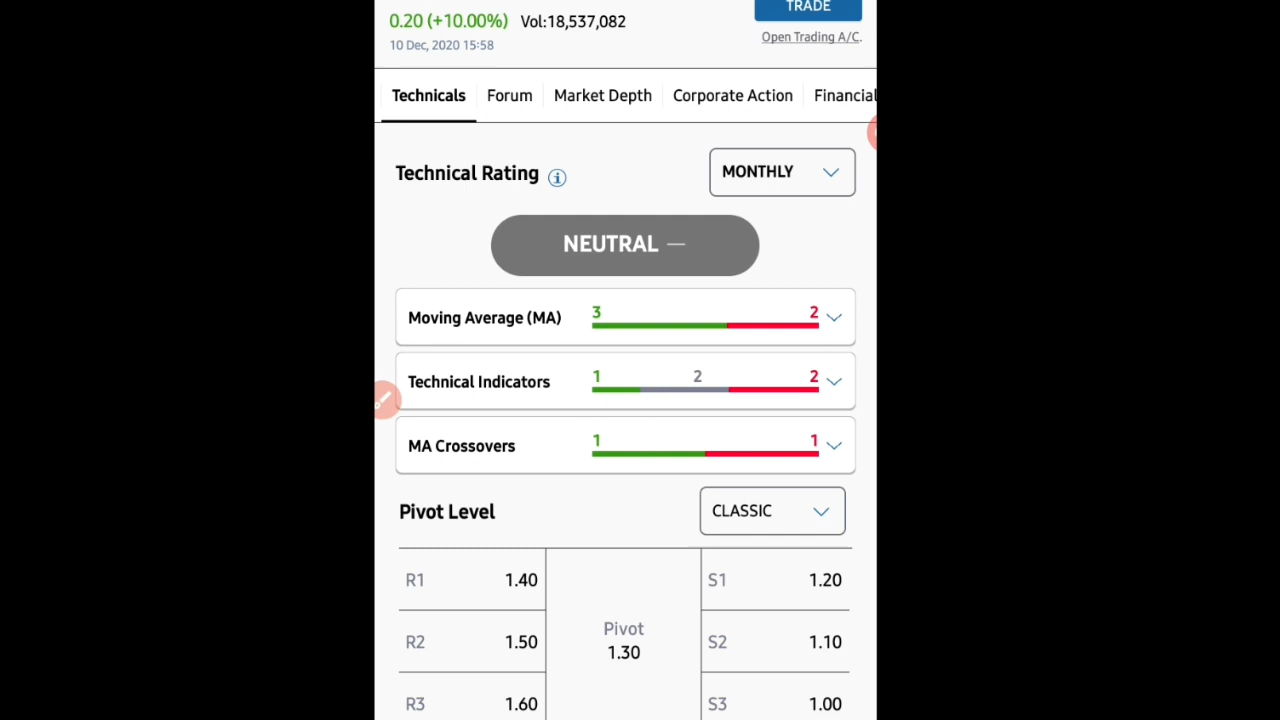 TRADE
0.20 (+10.00%) Vol:18,537,082
10 Dec, 2020 15:58
Open Trading A/C.
Technicals Forum Market Depth Corporate Action Financial
Technical Rating
MONTHLY
NEUTRAL —
Moving Average (MA) 3 2
Technical Indicators 1 2 2
MA Crossovers 1 1
Pivot Level
CLASSIC
R1 1.40 S1 1.20
Pivot
R2 1.50 1.30 S2 1.10
R3 1.60 S3 1.00